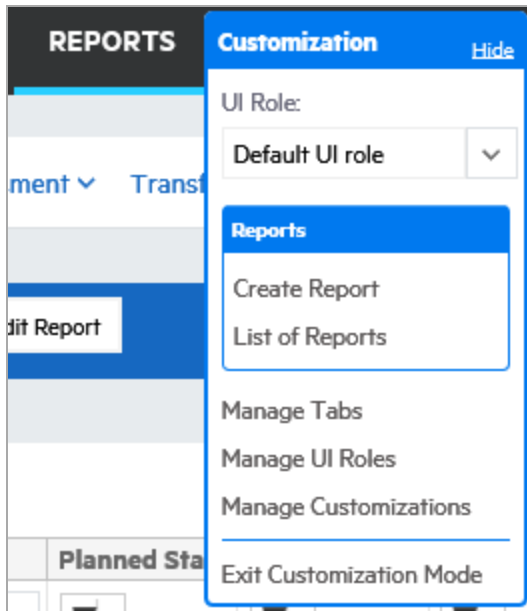 REPORTS
Customization
Hide
UI Role:
Default UI role
Reports
Create Report
List of Reports
Manage Tabs
Manage UI Roles
Manage Customizations
Exit Customization Mode
Report
Planned